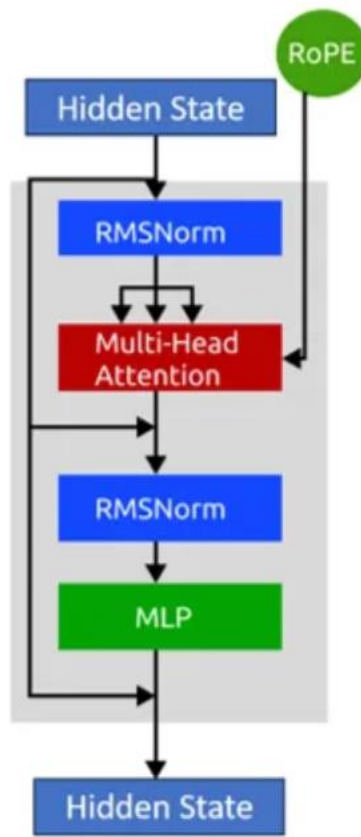 RoPE
Hidden State
RMSNorm
Multi-Head
Attention
RMSNorm
MLP
Hidden State